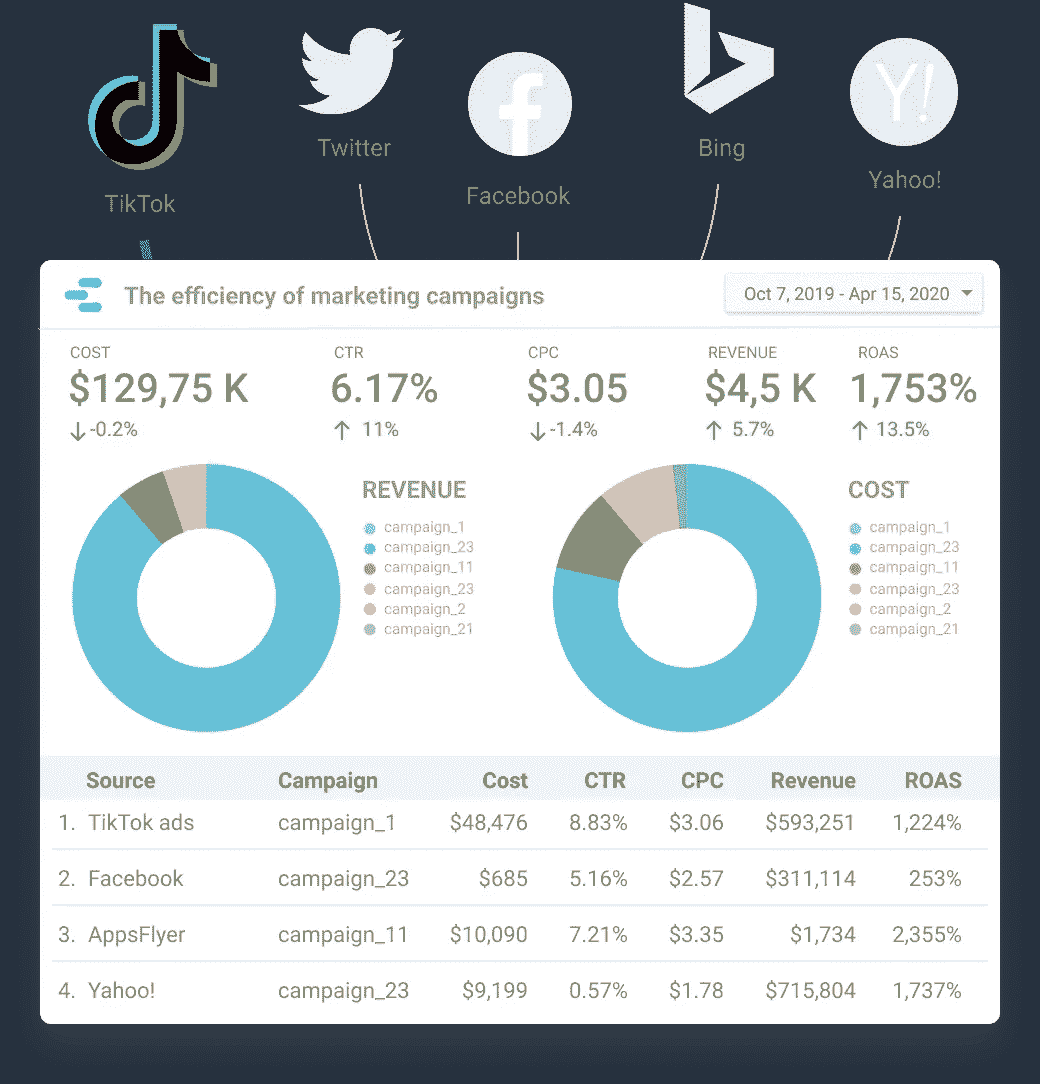 Y!
Twitter
Bing
Yahoo!
Facebook
TikTok
The efficiency of marketing campaigns
Oct 7, 2019 - Apr 15, 2020
COST CTR CPC REVENUE ROAS
$129,75 K 6.17% $3.05 $4,5 K 1,753%
↓-0.2% ↑ 11% ↓-1.4% ↑ 5.7% ↑ 13.5%
REVENUE
campaign_1
campaign_23
campaign_11
campaign_23
campaign_2
campaign_21
COST
campaign_1
campaign_23
campaign_11
campaign_23
campaign_2
campaign_21
Source Campaign Cost CTR CPC Revenue ROAS
1. TikTok ads campaign_1 $48,476 8.83% $3.06 $593,251 1,224%
2. Facebook campaign_23 $685 5.16% $2.57 $311,114 253%
3. AppsFlyer campaign_11 $10,090 7.21% $3.35 $1,734 2,355%
4. Yahoo! campaign_23 $9,199 0.57% $1.78 $715,804 1,737%